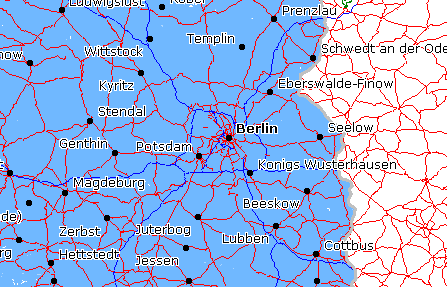 Ludwigslust
Prenzlau
Templin
Wittstock
Schwedt an der Ode
Kyritz
Eberswalde-Finow
Stendal
Berlin
Seelow
Genthin
Potsdam
Konigs Wusterhausen
Magdeburg
Beeskow
Zerbst
Juterbog
Lubben
Cottbus
Hettstedt
Jessen